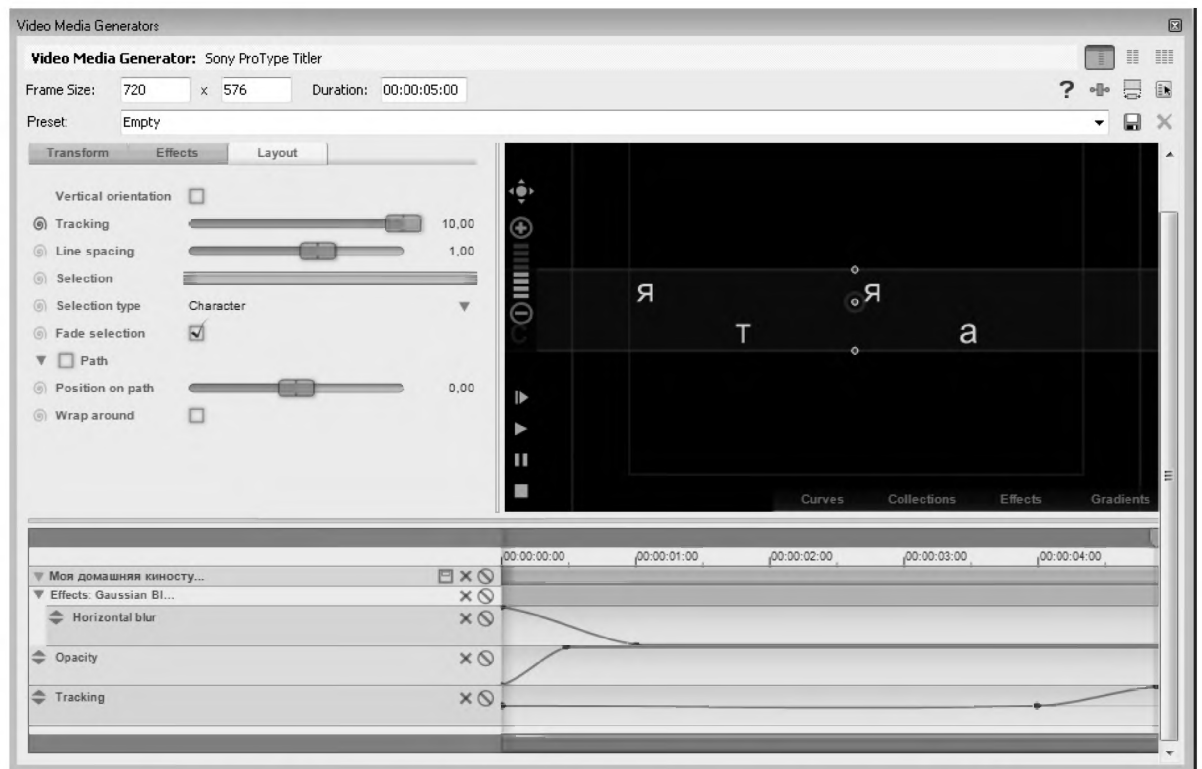 Video Media Generators
Video Media Generator: Sony ProType Titler
Frame Size: 720 x 576 Duration: 00:00:05:00 ?
Preset: Empty
Transform Effects Layout
Vertical orientation
Tracking 10,00
Line spacing 1,00
Selection
Selection type Character
Fade selection
Path
Position on path 0,00
Wrap around
Я Я
С т а
Curves Collections Effects Gradients
00:00:00:00 00:00:01:00 00:00:02:00 00:00:03:00 00:00:04:00
Моя домашняя киносту...
Effects: Gaussian Bl...
Horizontal blur
Opacity
Tracking